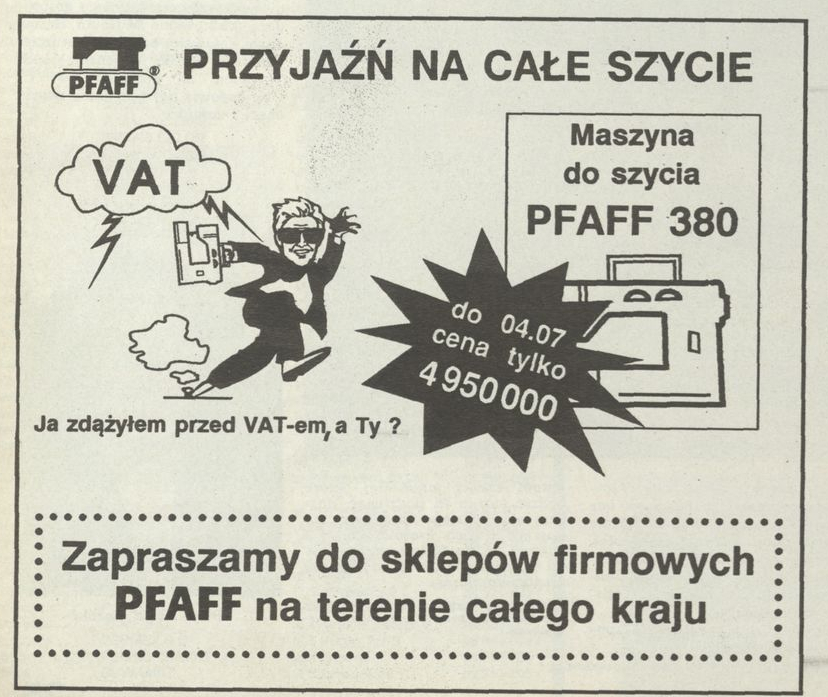 PFAFF®
PRZYJAŹŃ NA CAŁE SZYCIE
VAT
Maszyna
do szycia
PFAFF 380
do 04.07
cena tylko
4 950 000
Ja zdążyłem przed VAT-em, a Ty ?
Zapraszamy do sklepów firmowych
PFAFF na terenie całego kraju